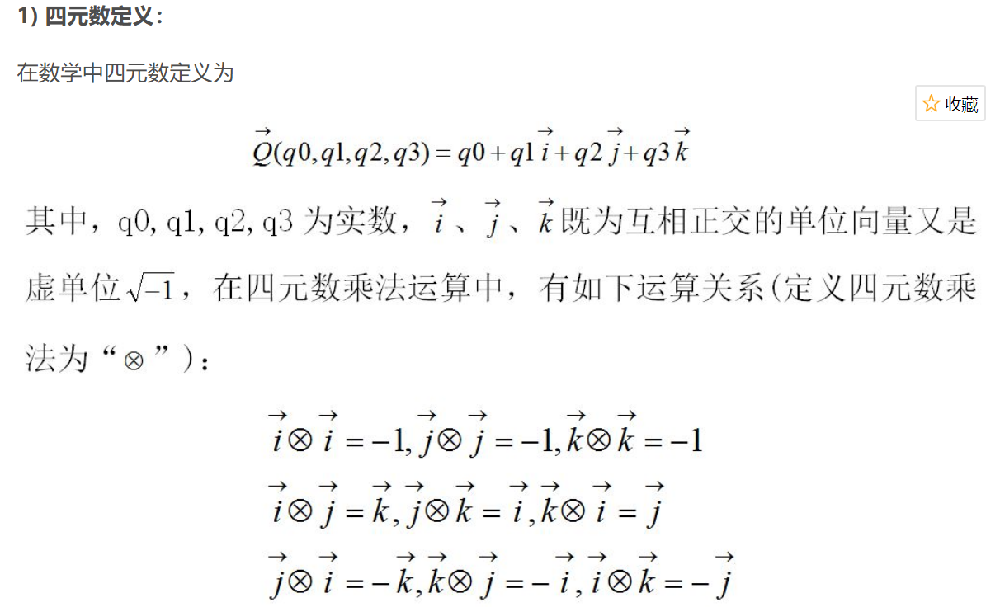 1) 四元数定义：
在数学中四元数定义为
☆ 收藏
$\vec{Q}(q0,q1,q2,q3)=q0+q1\vec{i}+q2\vec{j}+q3\vec{k}$
其中，q0, q1, q2, q3 为实数，$\vec{i}$、$\vec{j}$、$\vec{k}$ 既为互相正交的单位向量又是
虚单位$\sqrt{-1}$，在四元数乘法运算中，有如下运算关系(定义四元数乘
法为“⊗”)：
$\vec{i}\otimes\vec{i}=-1,\vec{j}\otimes\vec{j}=-1,\vec{k}\otimes\vec{k}=-1$
$\vec{i}\otimes\vec{j}=\vec{k},\vec{j}\otimes\vec{k}=\vec{i},\vec{k}\otimes\vec{i}=\vec{j}$
$\vec{j}\otimes\vec{i}=-\vec{k},\vec{k}\otimes\vec{j}=-\vec{i},\vec{i}\otimes\vec{k}=-\vec{j}$